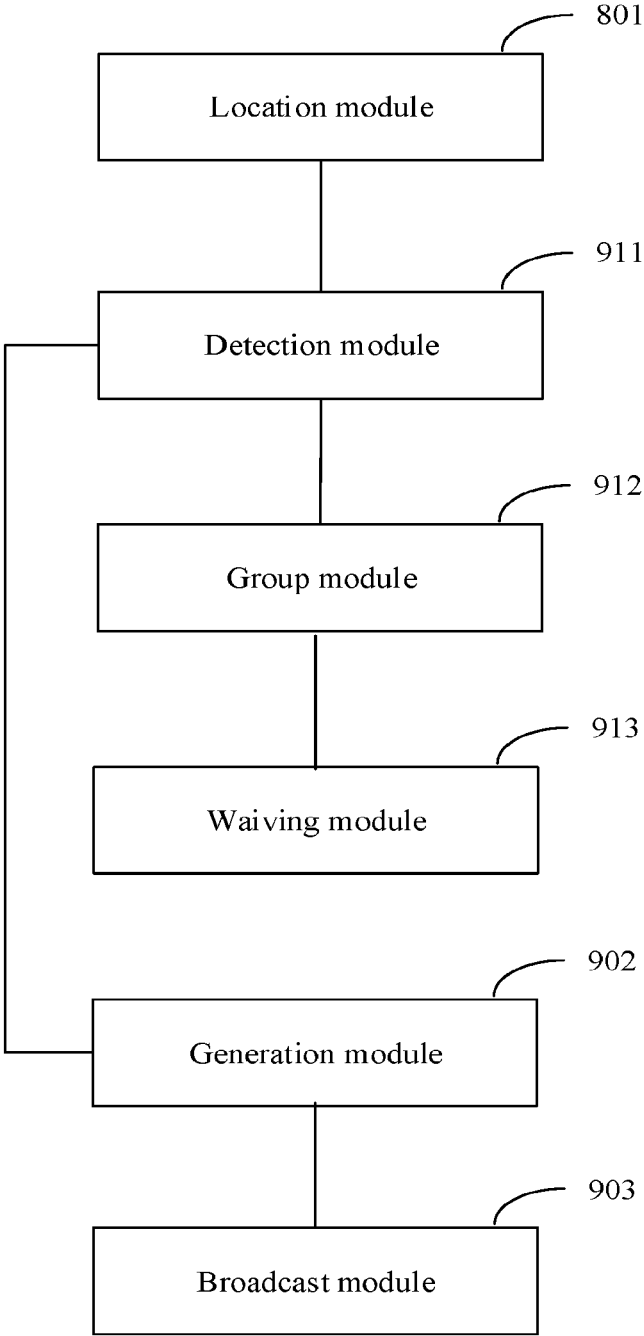 801
Location module
911
Detection module
912
Group module
913
Waiving module
902
Generation module
903
Broadcast module